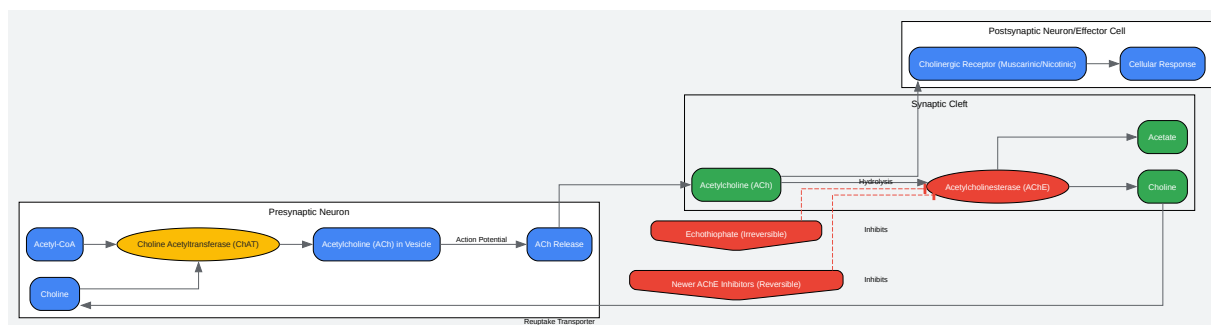 Postsynaptic Neuron/Effector Cell
Cholinergic Receptor (Muscarinic/Nicotinic)
Cellular Response
Synaptic Cleft
Acetate
Acetylcholine (ACh)
Hydrolysis
Acetylcholinesterase (AChE)
Choline
Presynaptic Neuron
Echothiophate (Irreversible)
Inhibits
Acetyl-CoA
Choline Acetyltransferase (ChAT)
Acetylcholine (ACh) in Vesicle
Action Potential
ACh Release
Newer AChE Inhibitors (Reversible)
Inhibits
Choline
Reuptake Transporter